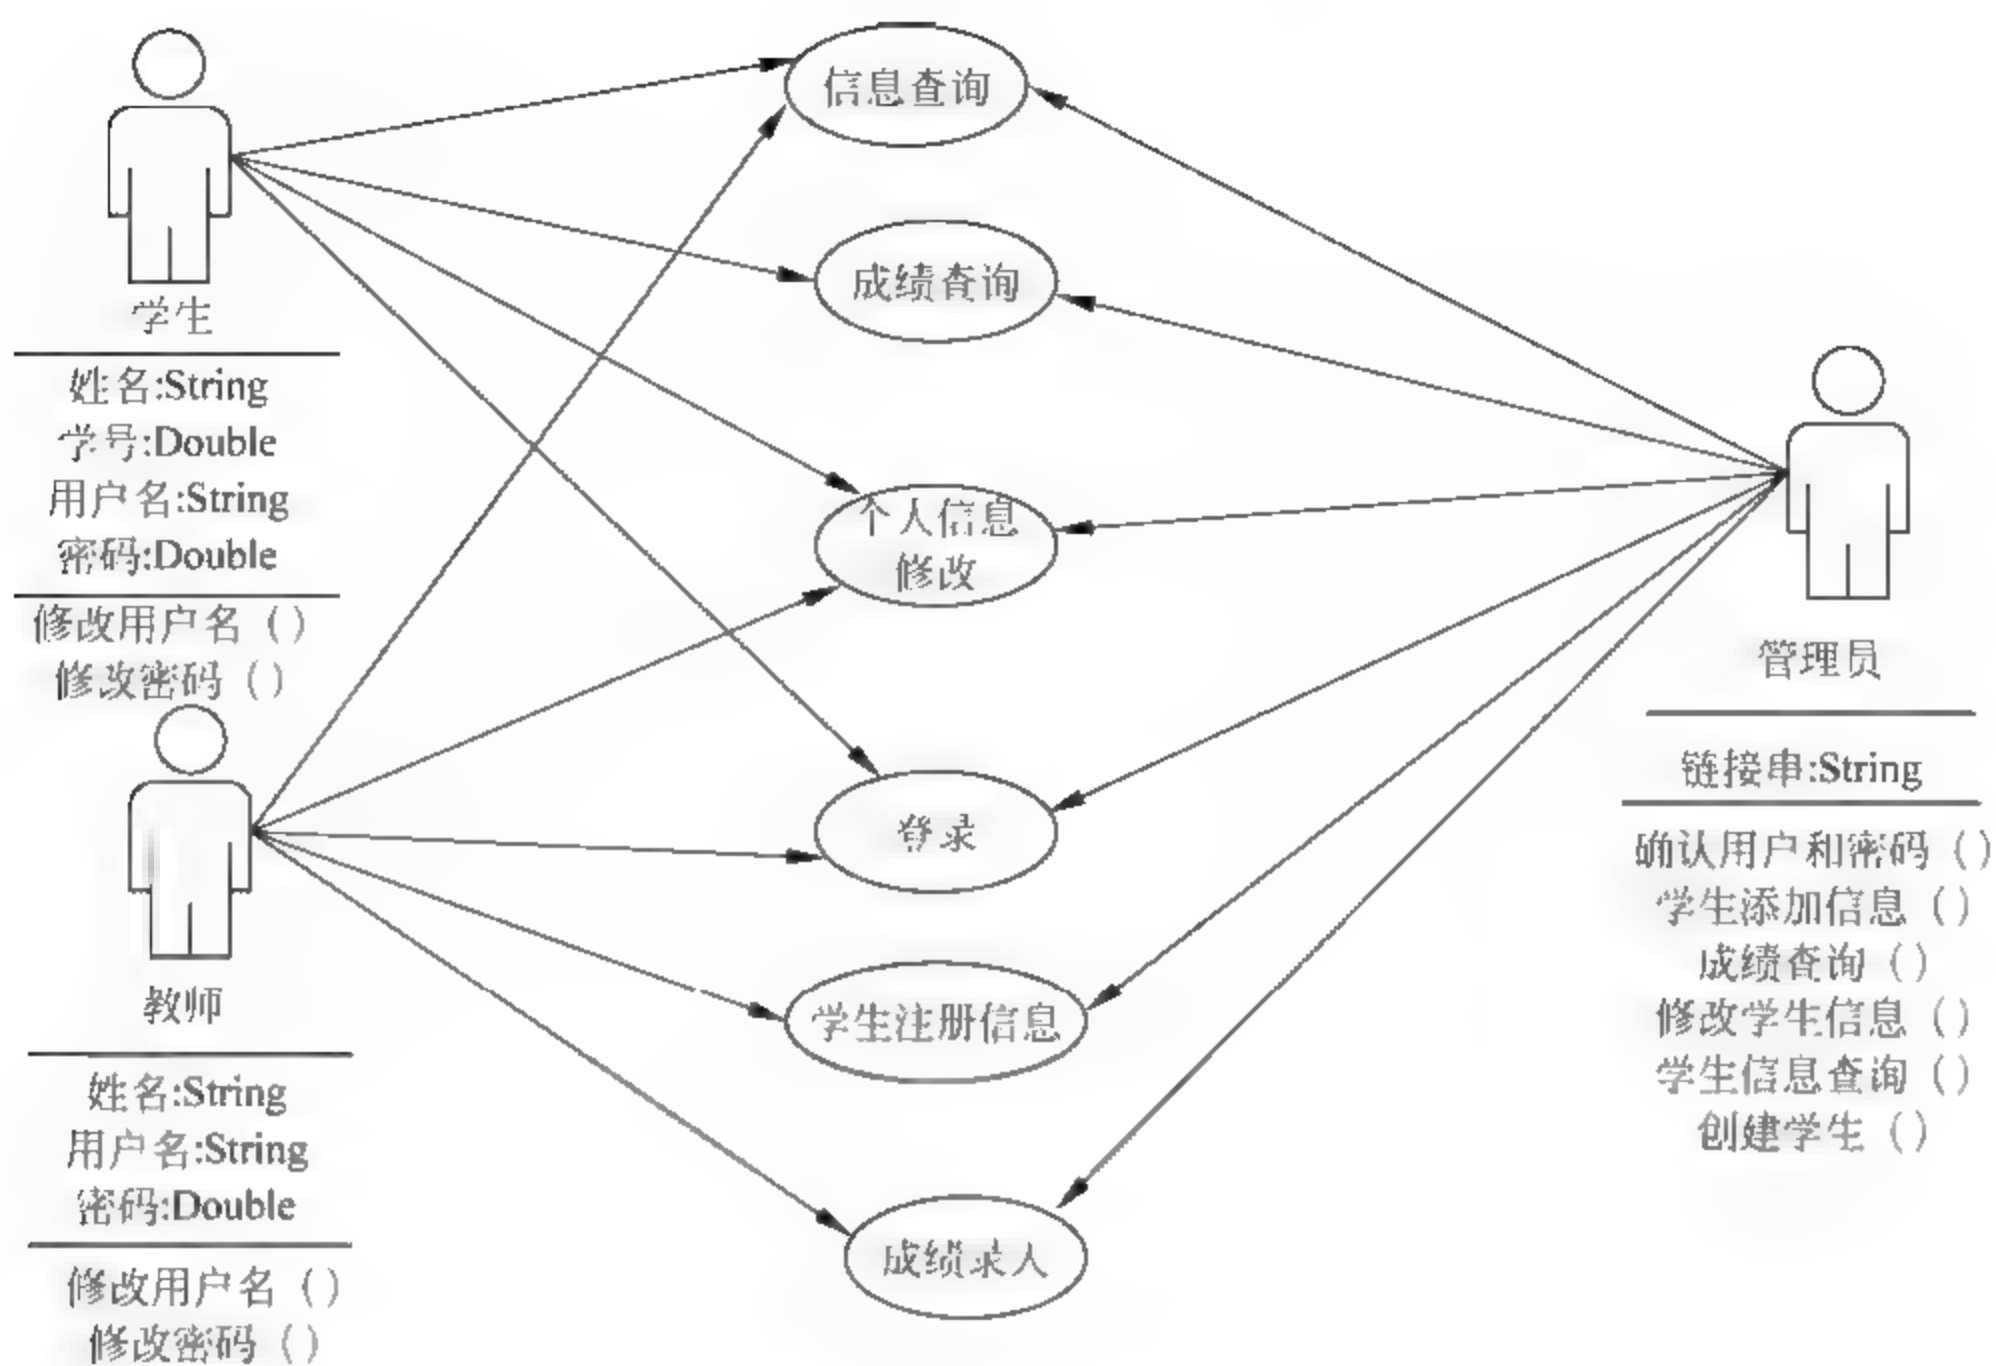 学生
姓名:String
学号:Double
用户名:String
密码:Double
修改用户名 ()
修改密码 ()
教师
姓名:String
用户名:String
密码:Double
修改用户名 ()
修改密码 ()
信息查询
成绩查询
个人信息
修改
登录
学生注册信息
成绩录人
管理员
链接串:String
确认用户和密码 ()
学生添加信息 ()
成绩查询 ()
修改学生信息 ()
学生信息查询 ()
创建学生 ()